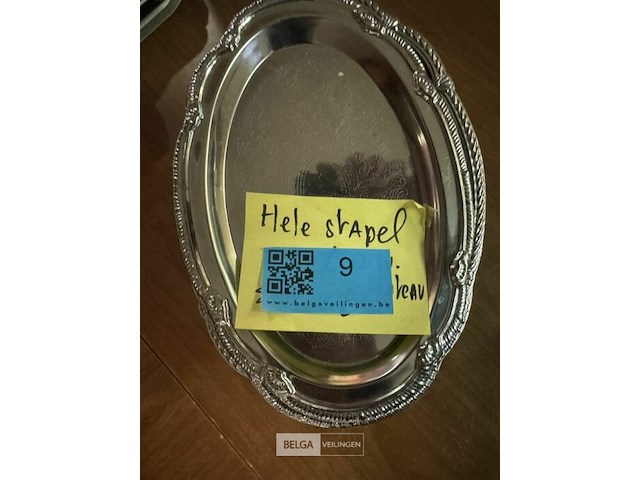 Hele stapel
9
www.belgaveilingen.be
BELGA VEILINGEN